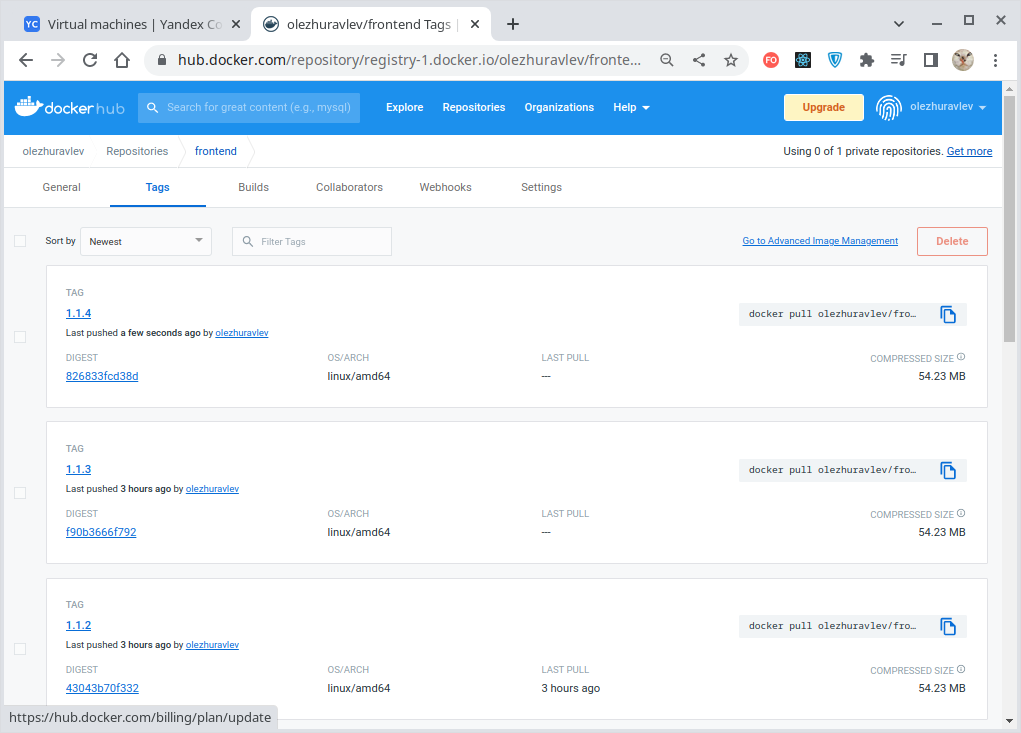 YC Virtual machines | Yandex Co
olezhuravlev/frontend Tags |
hub.docker.com/repository/registry-1.docker.io/olezhuravlev/fronte...
FO
docker hub
Search for great content (e.g., mysql)
Explore Repositories Organizations Help
Upgrade
olezhuravlev
olezhuravlev Repositories frontend
Using 0 of 1 private repositories. Get more
General Tags Builds Collaborators Webhooks Settings
Sort by Newest Filter Tags Go to Advanced Image Management Delete
TAG
1.1.4
docker pull olezhuravlev/fro…
Last pushed a few seconds ago by olezhuravlev
DIGEST OS/ARCH LAST PULL COMPRESSED SIZE
826833fcd38d linux/amd64 --- 54.23 MB
TAG
1.1.3
docker pull olezhuravlev/fro…
Last pushed 3 hours ago by olezhuravlev
DIGEST OS/ARCH LAST PULL COMPRESSED SIZE
f90b3666f792 linux/amd64 --- 54.23 MB
TAG
1.1.2
docker pull olezhuravlev/fro…
Last pushed 3 hours ago by olezhuravlev
DIGEST OS/ARCH LAST PULL COMPRESSED SIZE
43043b70f332 linux/amd64 3 hours ago 54.23 MB
https://hub.docker.com/billing/plan/update